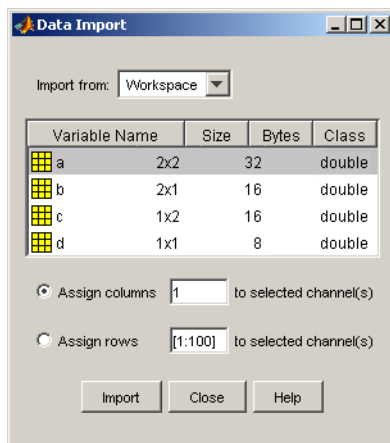 Data Import
Import from: Workspace
Variable Name Size Bytes Class
a 2x2 32 double
b 2x1 16 double
c 1x2 16 double
d 1x1 8 double
Assign columns 1 to selected channel(s)
Assign rows [1:100] to selected channel(s)
Import Close Help